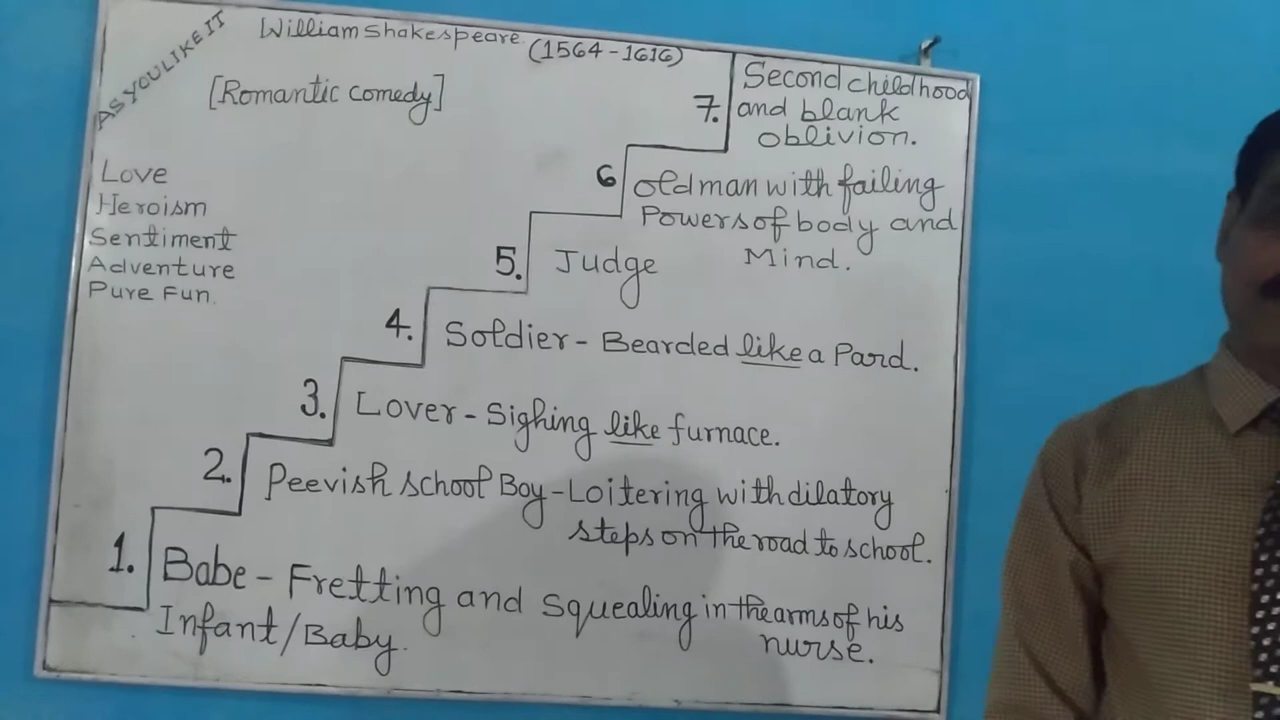 AS YOU LIKE IT
William Shakespeare (1564-1616)
[Romantic comedy]
Love
Heroism
Sentiment
Adventure
Pure Fun.
7. Second childhood
and blank
oblivion.
6 old man with failing
Powers of body and
Mind.
5. Judge
4. Soldier - Bearded like a Pard.
3. Lover - Sighing like furnace.
2. Peevish school Boy - Loitering with dilatory
steps on the road to school.
1. Babe - Fretting and squealing in the arms of his
Infant/Baby. nurse.